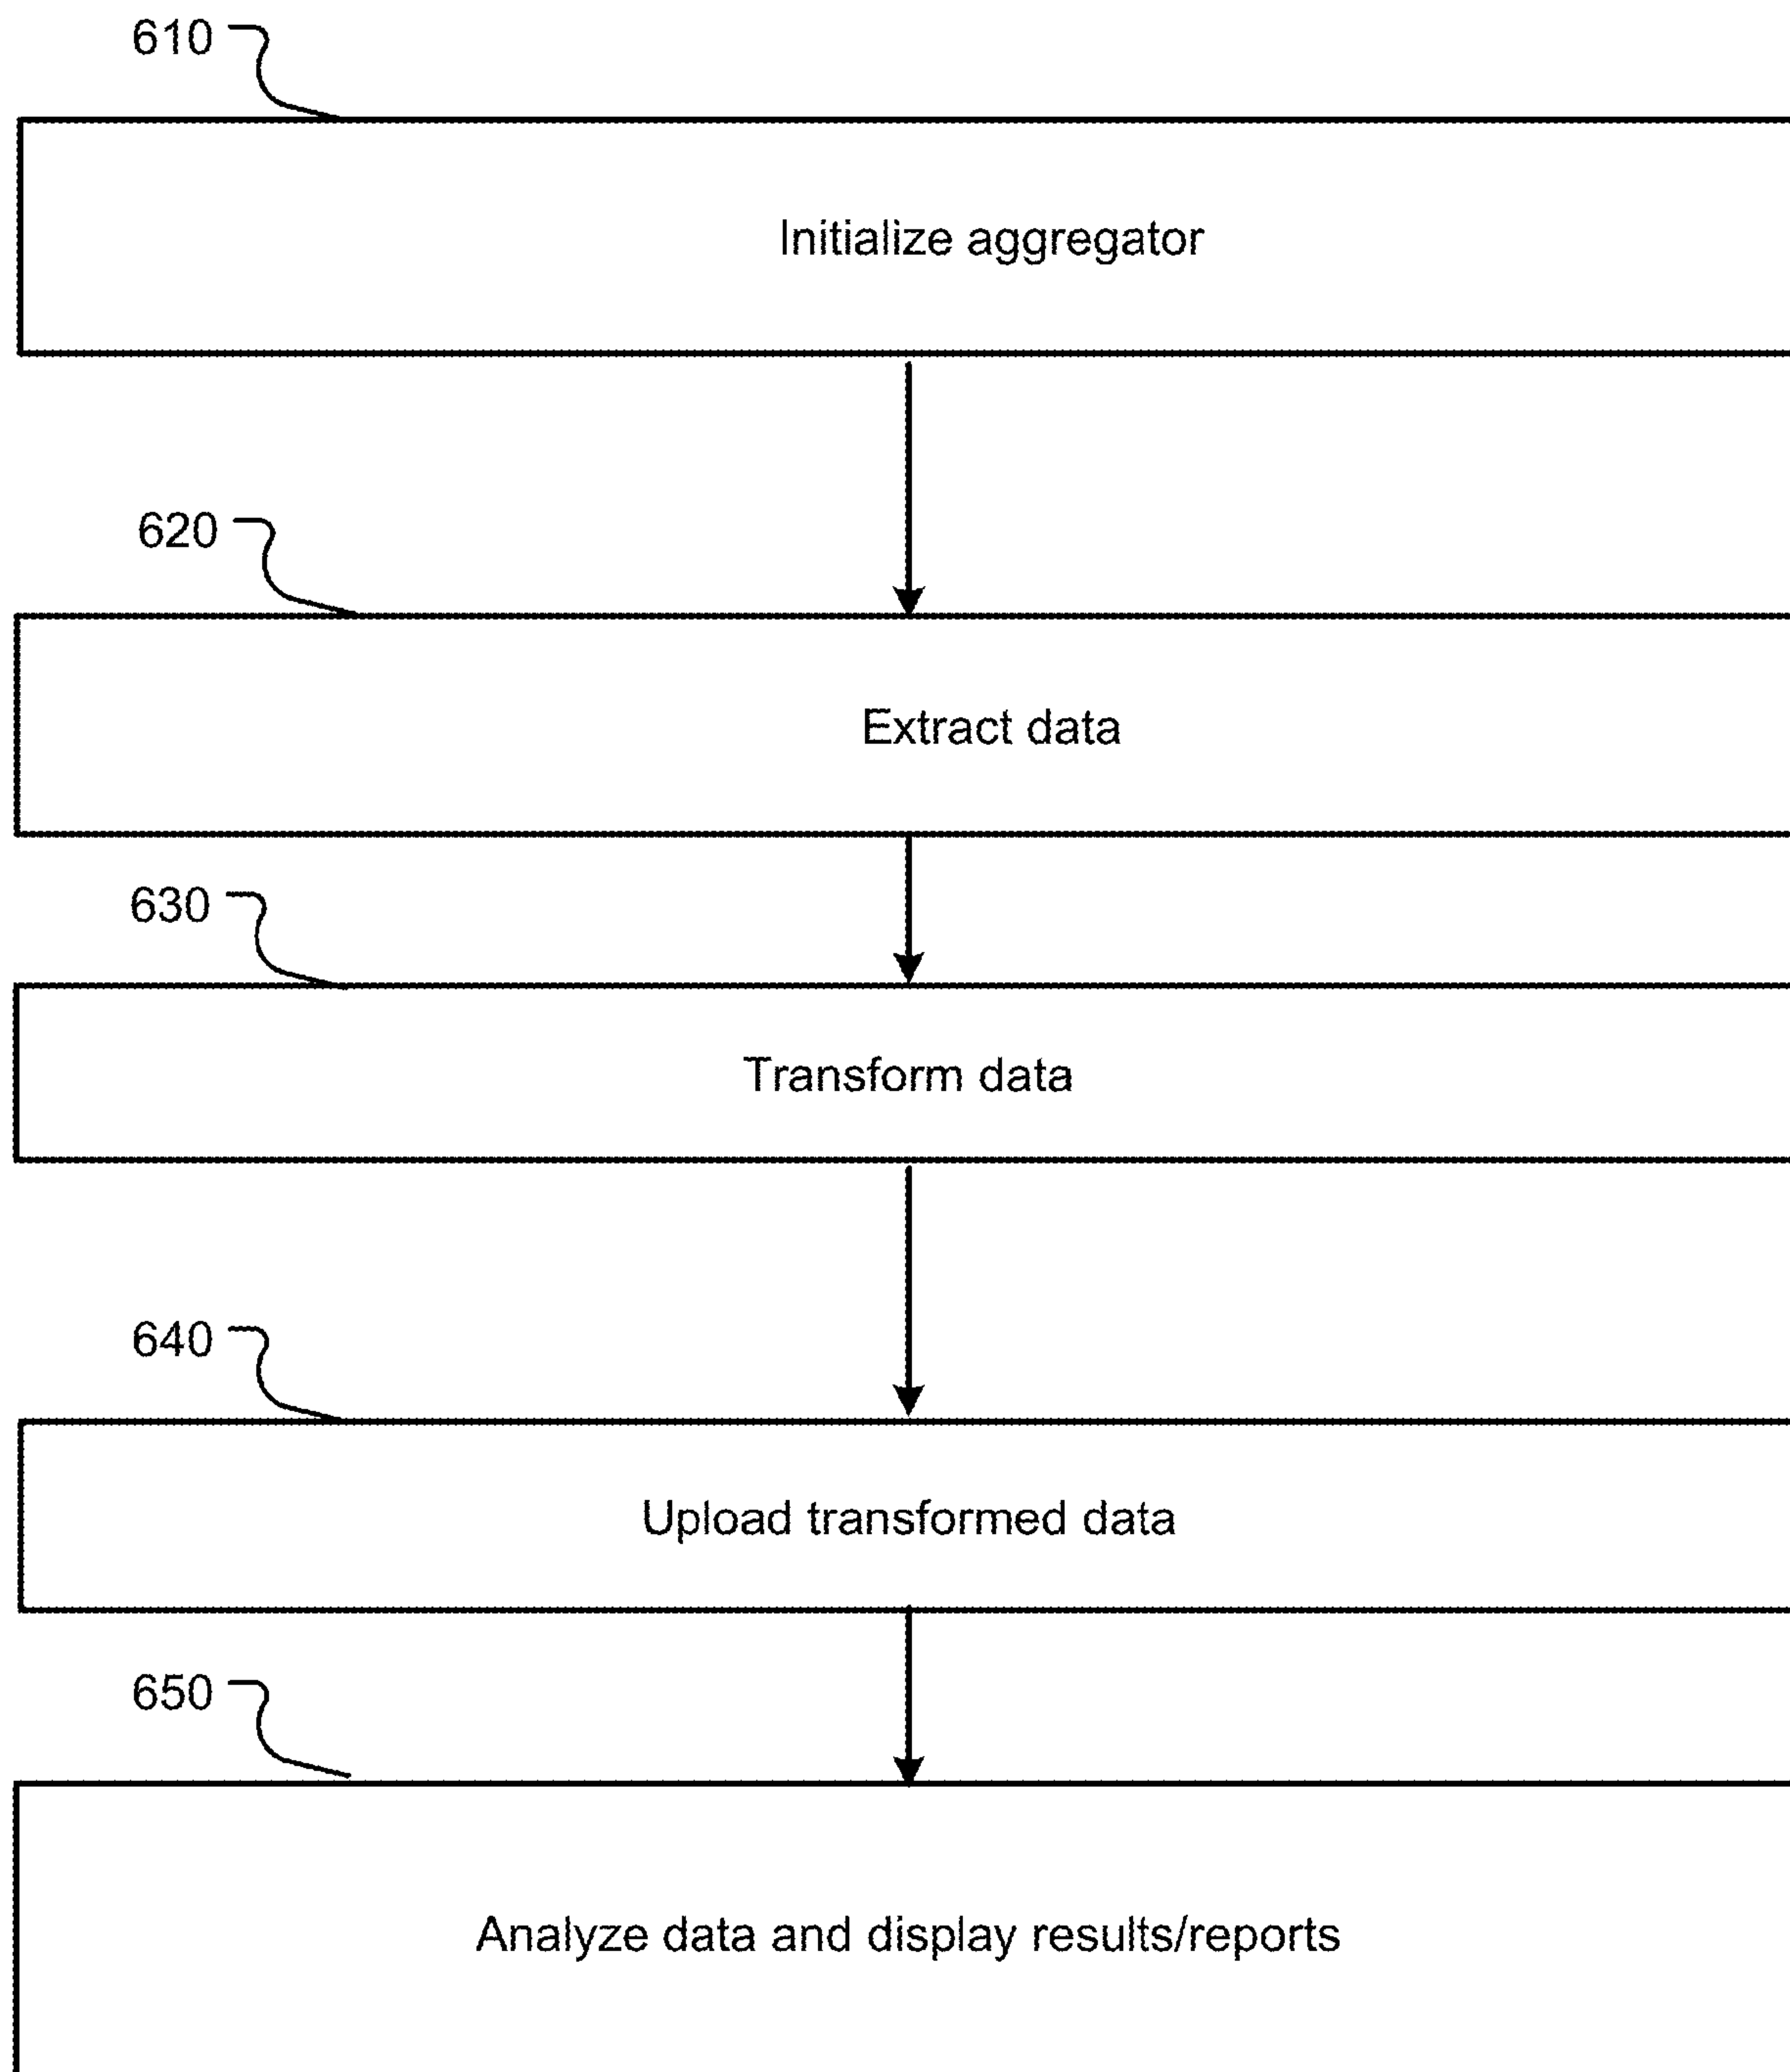 610
Initialize aggregator
620
Extract data
630
Transform data
640
Upload transformed data
650
Analyze data and display results/reports